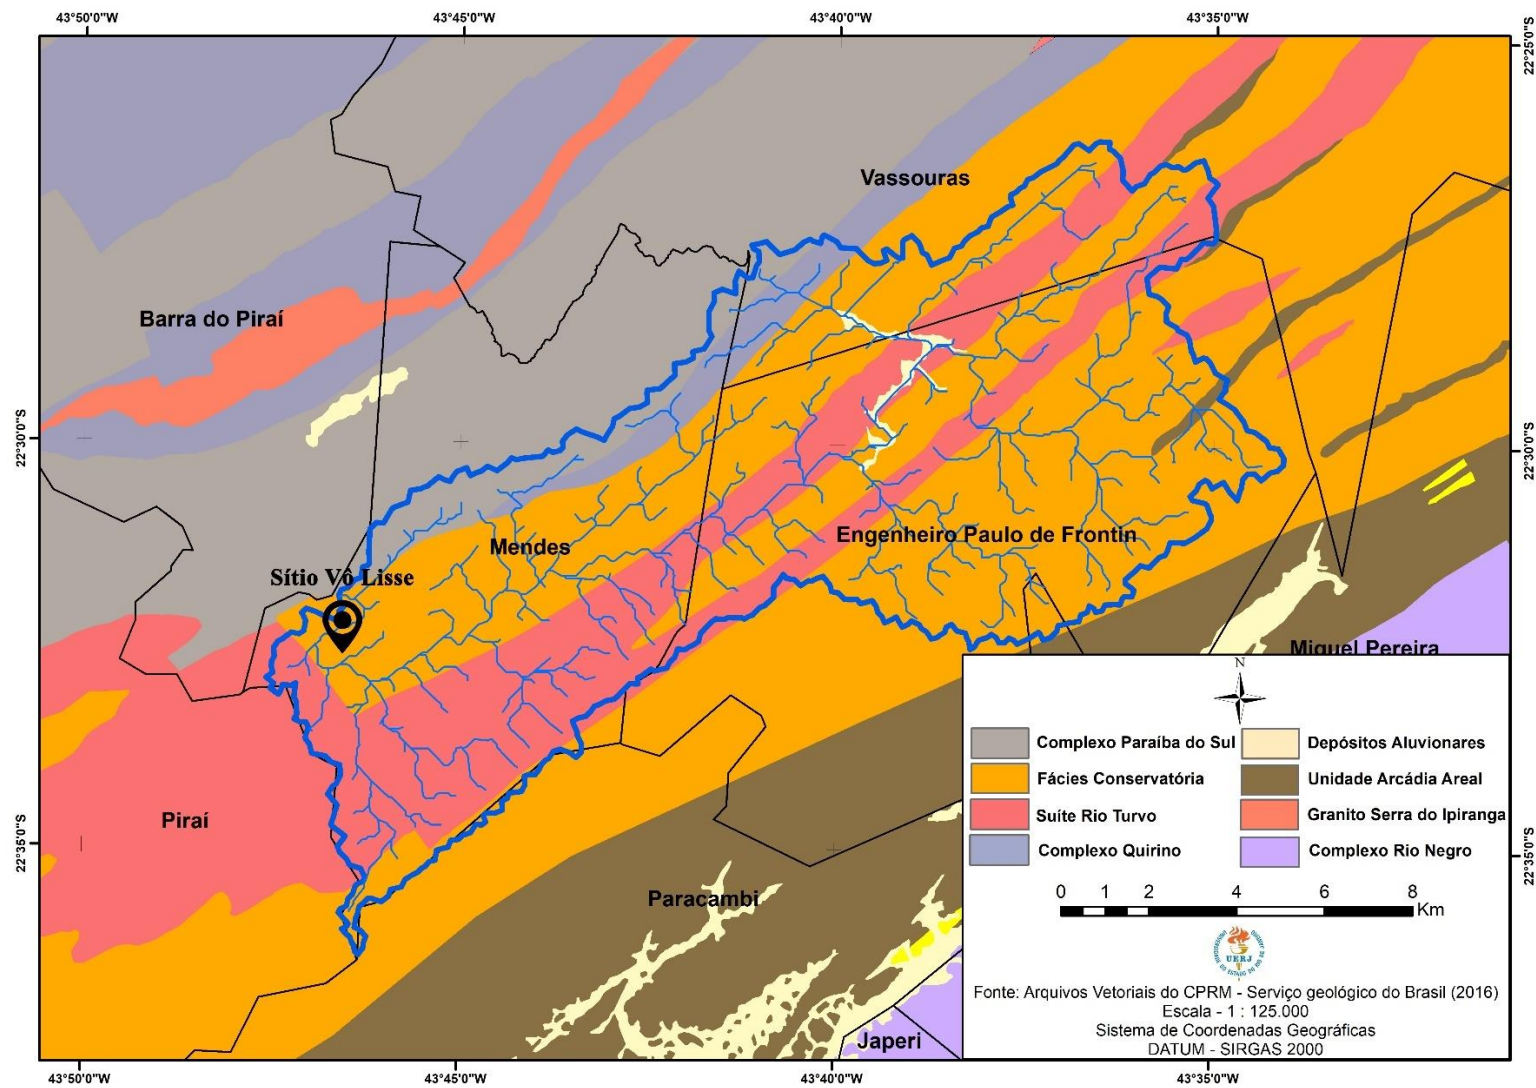 43°50'0"W
43°45'0"W
43°40'0"W
43°35'0"W
22°25'0"S
Vassouras
Barra do Piraí
22°30'0"S
22°30'0"S
Mendes
Engenheiro Paulo de Frontin
Sítio Vô Lisse
Miguel Pereira
N
Complexo Paraíba do Sul
Depósitos Aluvionares
Fácies Conservatória
Unidade Arcádia Areal
Suíte Rio Turvo
Granito Serra do Ipiranga
Complexo Quirino
Complexo Rio Negro
Piraí
22°35'0"S
22°35'0"S
Paracambi
0 1 2 4 6 8
Km
UERJ
Fonte: Arquivos Vetoriais do CPRM - Serviço geológico do Brasil (2016)
Escala - 1 : 125.000
Sistema de Coordenadas Geográficas
DATUM - SIRGAS 2000
Japeri
43°50'0"W
43°45'0"W
43°40'0"W
43°35'0"W